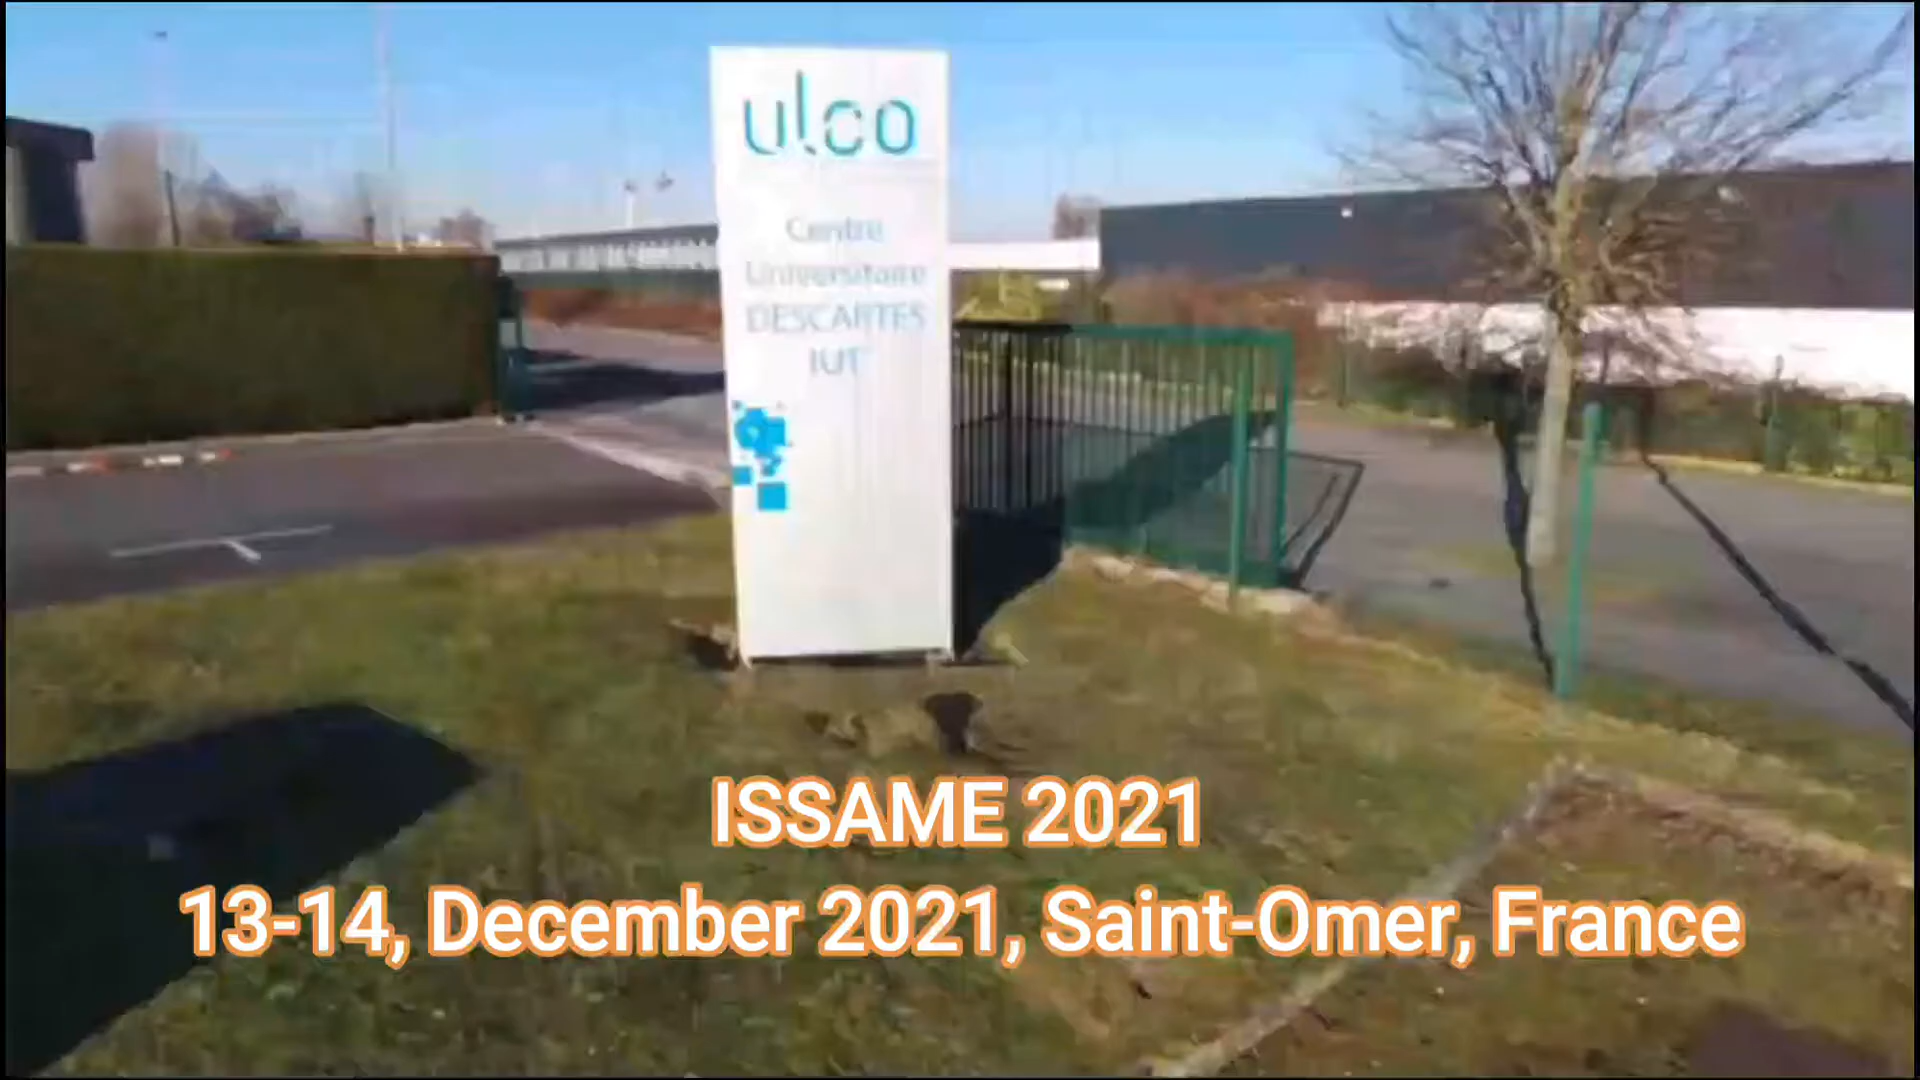 ulco
Centre
Universitaire
DESCARTES
IUT
ISSAME 2021
13-14, December 2021, Saint-Omer, France